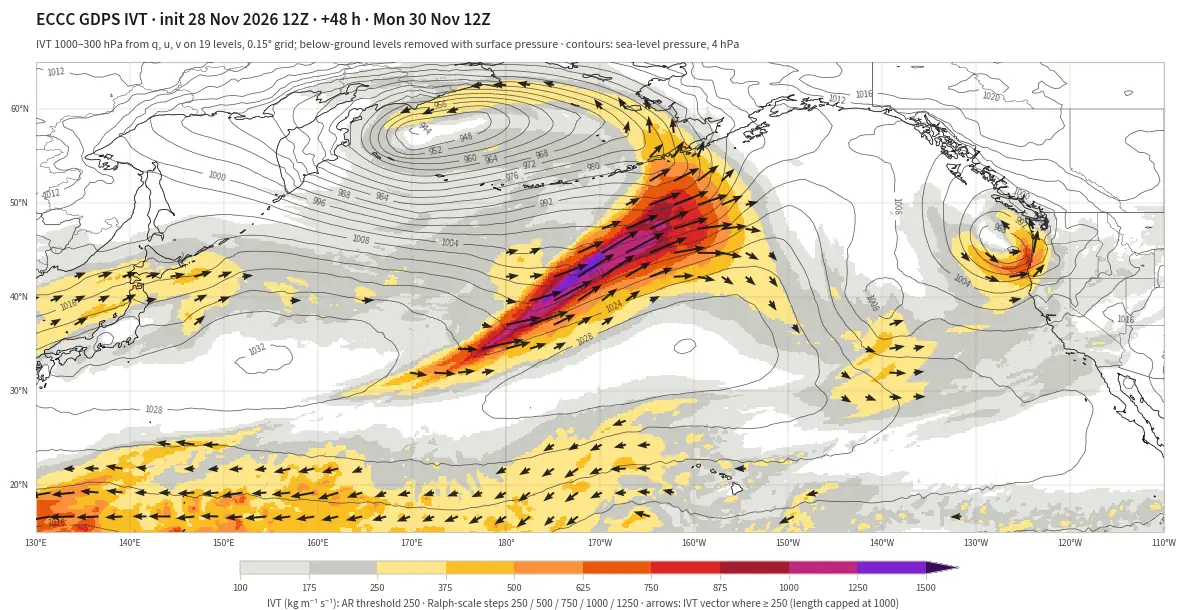 ECCC GDPS IVT · init 28 Nov 2026 12Z · +48 h · Mon 30 Nov 12Z
IVT 1000–300 hPa from q, u, v on 19 levels, 0.15° grid; below-ground levels removed with surface pressure · contours: sea-level pressure, 4 hPa
1012
60°N
956
944
948
952
960
964
968
972
976
980
1012
1016
1020
1000
1012
988
984
996
992
50°N
1008
1000
1008
1004
1004
40°N
1016
1024
1008
1016
1028
1032
30°N
1028
20°N
1016
130°E
140°E
150°E
160°E
170°E
180°
170°W
160°W
150°W
140°W
130°W
120°W
110°W
100
175
250
375
500
625
750
875
1000
1250
1500
IVT (kg m⁻¹ s⁻¹): AR threshold 250 · Ralph-scale steps 250 / 500 / 750 / 1000 / 1250 · arrows: IVT vector where ≥ 250 (length capped at 1000)